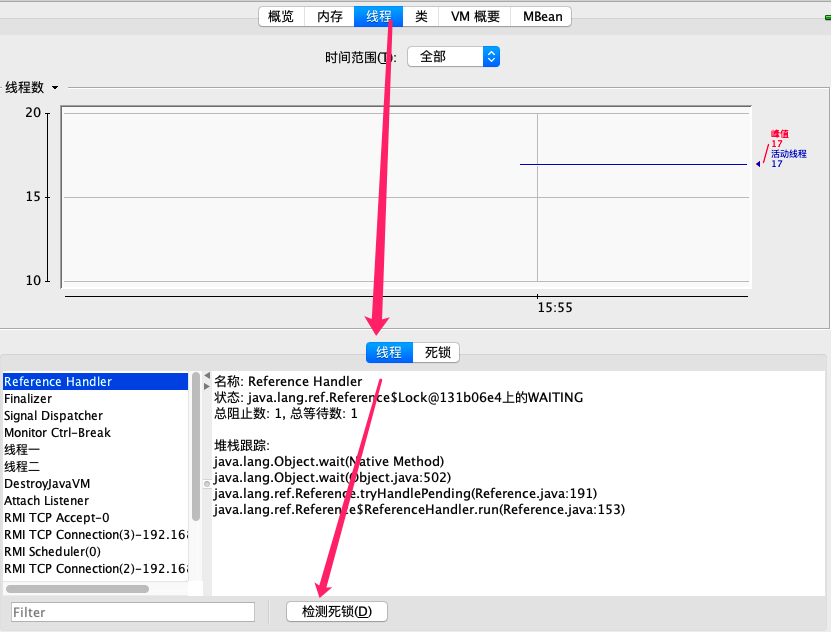 概览 内存 线程 类 VM 概要 MBean
时间范围(T): 全部
线程数
20
15
10
峰值
17
活动线程
17
15:55
线程 死锁
Reference Handler
Finalizer
Signal Dispatcher
Monitor Ctrl-Break
线程一
线程二
DestroyJavaVM
Attach Listener
RMI TCP Accept-0
RMI TCP Connection(3)-192.168
RMI Scheduler(0)
RMI TCP Connection(2)-192.168
名称: Reference Handler
状态: java.lang.ref.Reference$Lock@131b06e4上的WAITING
总阻止数: 1, 总等待数: 1
堆栈跟踪:
java.lang.Object.wait(Native Method)
java.lang.Object.wait(Object.java:502)
java.lang.ref.Reference.tryHandlePending(Reference.java:191)
java.lang.ref.Reference$ReferenceHandler.run(Reference.java:153)
Filter
检测死锁(D)